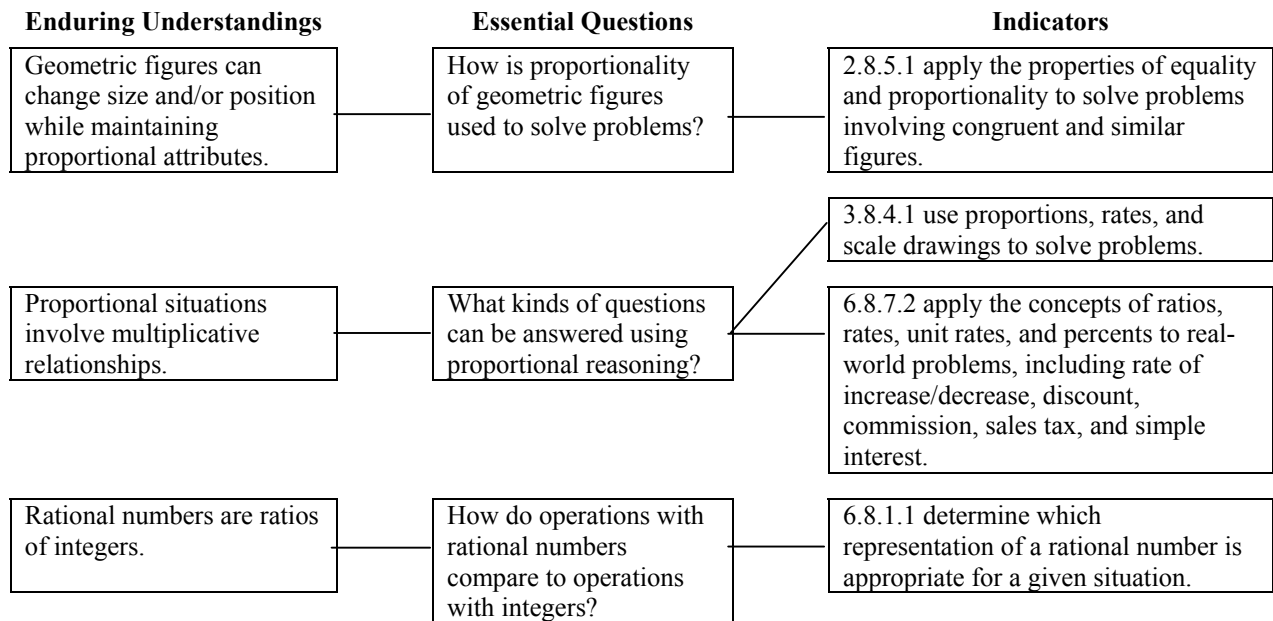 Enduring Understandings
Essential Questions
Indicators
Geometric figures can
change size and/or position
while maintaining
proportional attributes.
How is proportionality
of geometric figures
used to solve problems?
2.8.5.1 apply the properties of equality
and proportionality to solve problems
involving congruent and similar
figures.
3.8.4.1 use proportions, rates, and
scale drawings to solve problems.
Proportional situations
involve multiplicative
relationships.
What kinds of questions
can be answered using
proportional reasoning?
6.8.7.2 apply the concepts of ratios,
rates, unit rates, and percents to real-
world problems, including rate of
increase/decrease, discount,
commission, sales tax, and simple
interest.
Rational numbers are ratios
of integers.
How do operations with
rational numbers
compare to operations
with integers?
6.8.1.1 determine which
representation of a rational number is
appropriate for a given situation.